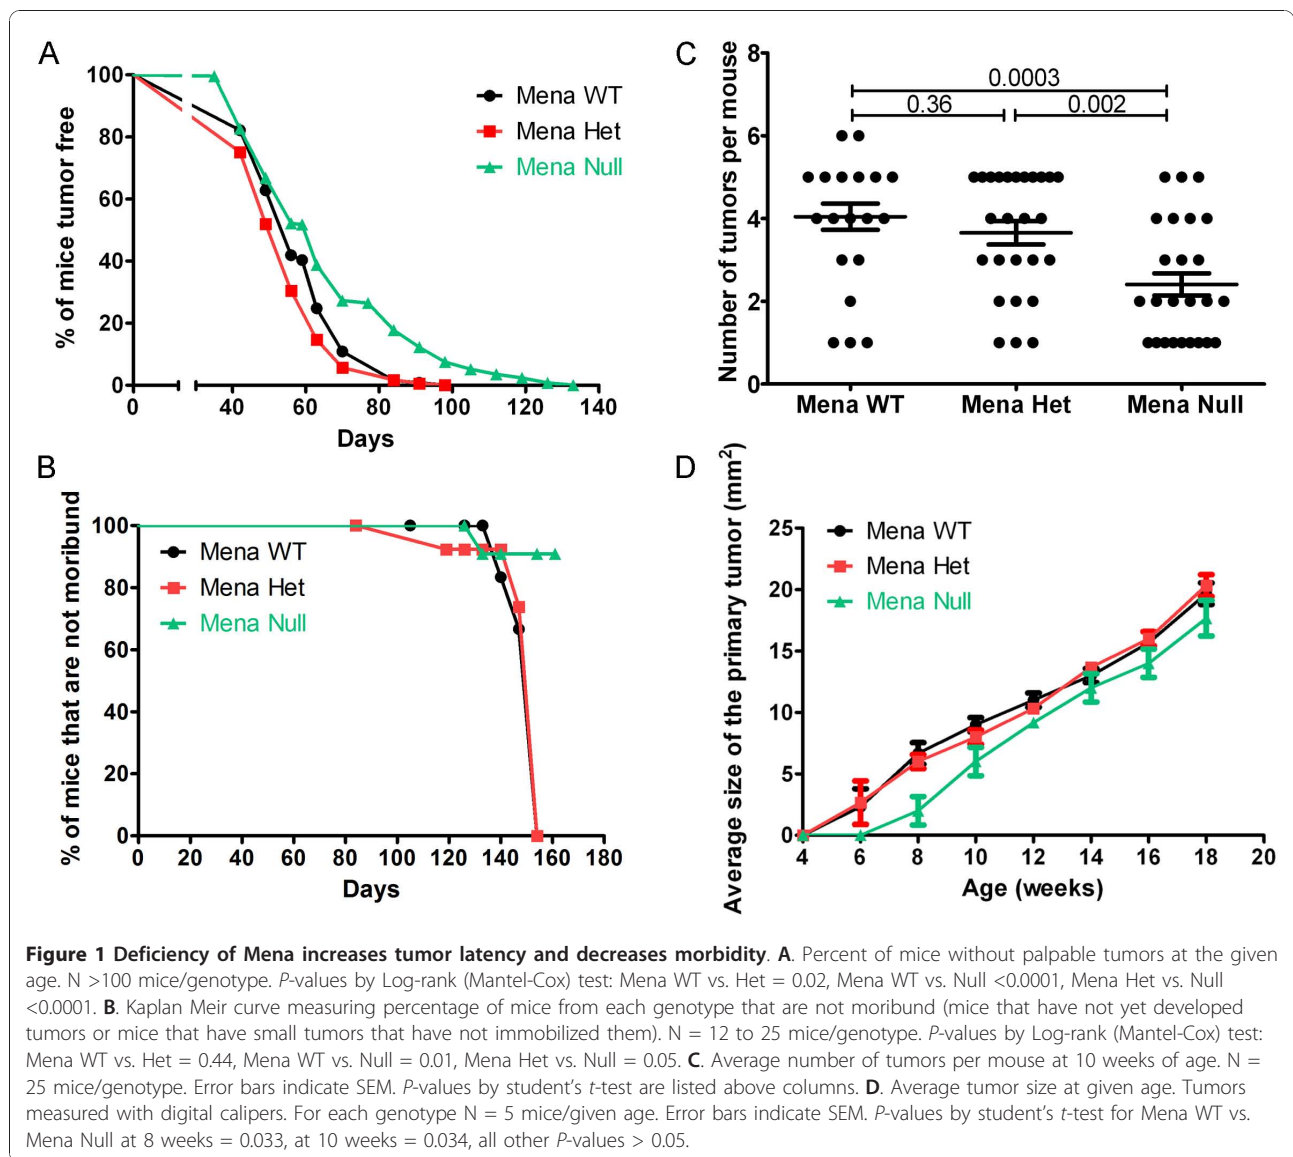 A
% of mice tumor free
100
80
60
40
20
0
0 40 60 80 100 120 140
Days
Mena WT
Mena Het
Mena Null
C
Number of tumors per mouse
8
6
4
2
0
0.0003
0.36 0.002
Mena WT Mena Het Mena Null
B
% of mice that are not moribund
100
80
60
40
20
0
0 20 40 60 80 100 120 140 160 180
Days
Mena WT
Mena Het
Mena Null
D
Average size of the primary tumor (mm²)
25
20
15
10
5
0
4 6 8 10 12 14 16 18 20
Age (weeks)
Mena WT
Mena Het
Mena Null
Figure 1 Deficiency of Mena increases tumor latency and decreases morbidity. A. Percent of mice without palpable tumors at the given
age. N >100 mice/genotype. P-values by Log-rank (Mantel-Cox) test: Mena WT vs. Het = 0.02, Mena WT vs. Null <0.0001, Mena Het vs. Null
<0.0001. B. Kaplan Meir curve measuring percentage of mice from each genotype that are not moribund (mice that have not yet developed
tumors or mice that have small tumors that have not immobilized them). N = 12 to 25 mice/genotype. P-values by Log-rank (Mantel-Cox) test:
Mena WT vs. Het = 0.44, Mena WT vs. Null = 0.01, Mena Het vs. Null = 0.05. C. Average number of tumors per mouse at 10 weeks of age. N =
25 mice/genotype. Error bars indicate SEM. P-values by student's t-test are listed above columns. D. Average tumor size at given age. Tumors
measured with digital calipers. For each genotype N = 5 mice/given age. Error bars indicate SEM. P-values by student's t-test for Mena WT vs.
Mena Null at 8 weeks = 0.033, at 10 weeks = 0.034, all other P-values > 0.05.